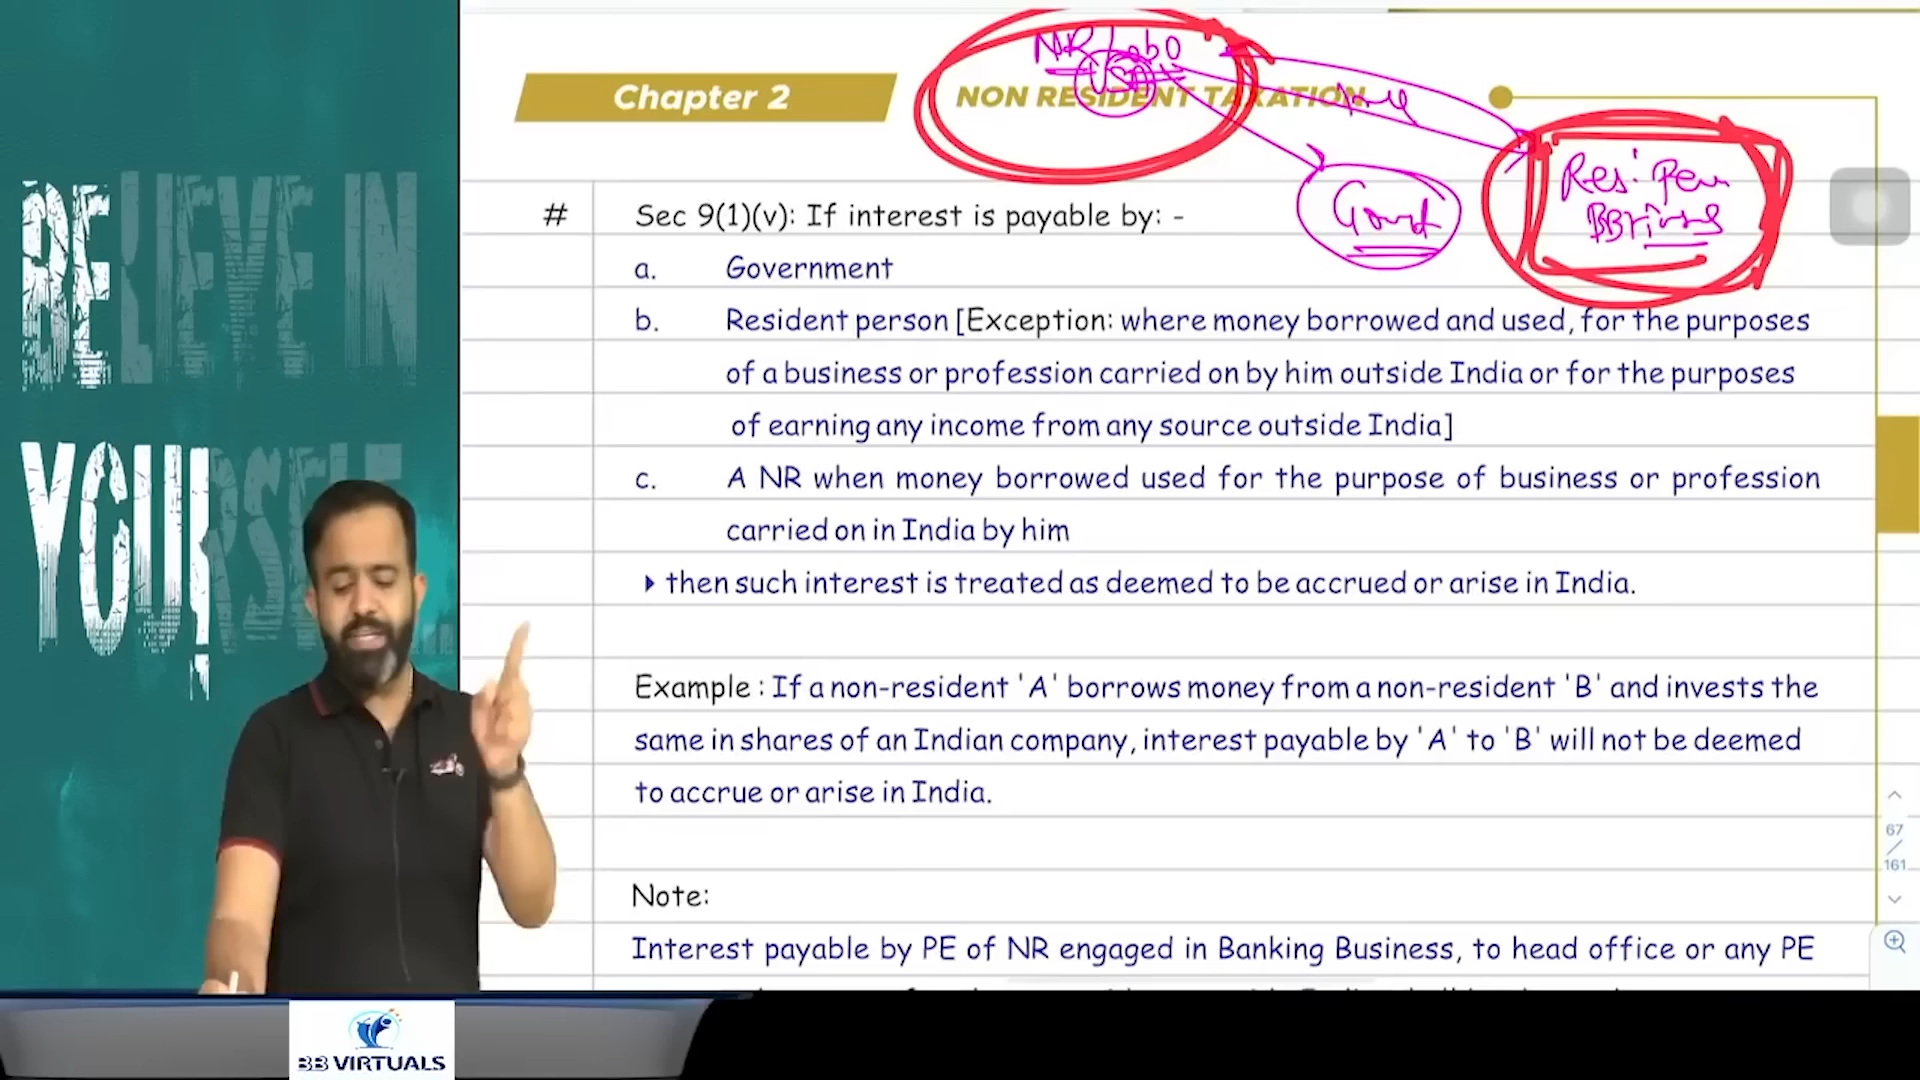 BELIEVE IN
YOURSELF...
Chapter 2
NON RESIDENT TAXATION
NR
USA
Govt
Res. Per
# Sec 9(1)(v): If interest is payable by: -
a. Government
b. Resident person [Exception: where money borrowed and used, for the purposes
of a business or profession carried on by him outside India or for the purposes
of earning any income from any source outside India]
c. A NR when money borrowed used for the purpose of business or profession
carried on in India by him
then such interest is treated as deemed to be accrued or arise in India.
Example : If a non-resident 'A' borrows money from a non-resident 'B' and invests the
same in shares of an Indian company, interest payable by 'A' to 'B' will not be deemed
to accrue or arise in India.
Note:
Interest payable by PE of NR engaged in Banking Business, to head office or any PE
67
/
161
BB VIRTUALS